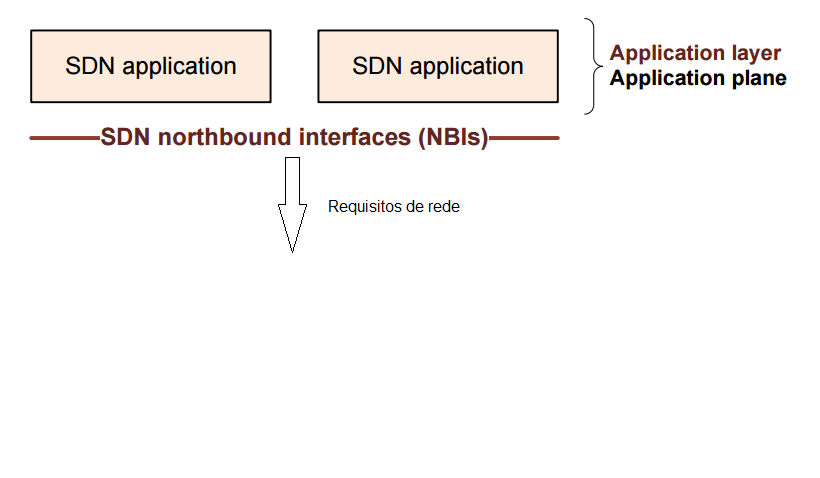 SDN application
SDN application
Application layer
Application plane
SDN northbound interfaces (NBIs)
Requisitos de rede